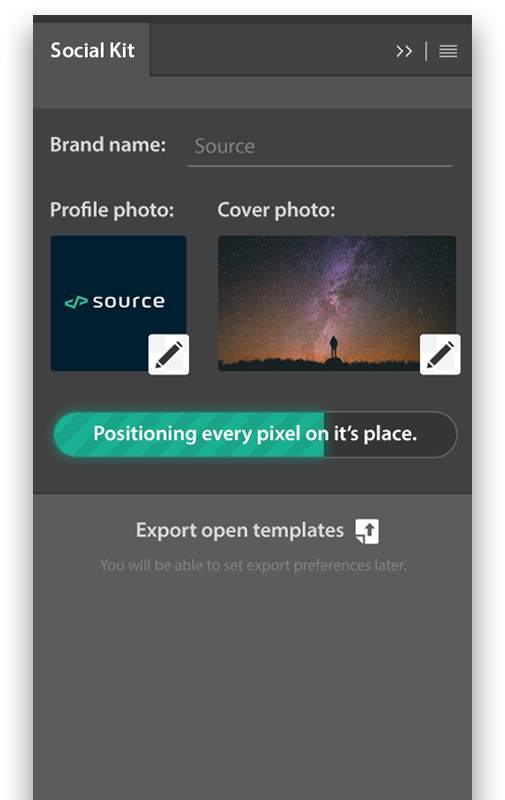 Social Kit
Brand name: Source
Profile photo: Cover photo:
</> source
Positioning every pixel on it’s place.
Export open templates
You will be able to set export preferences later.